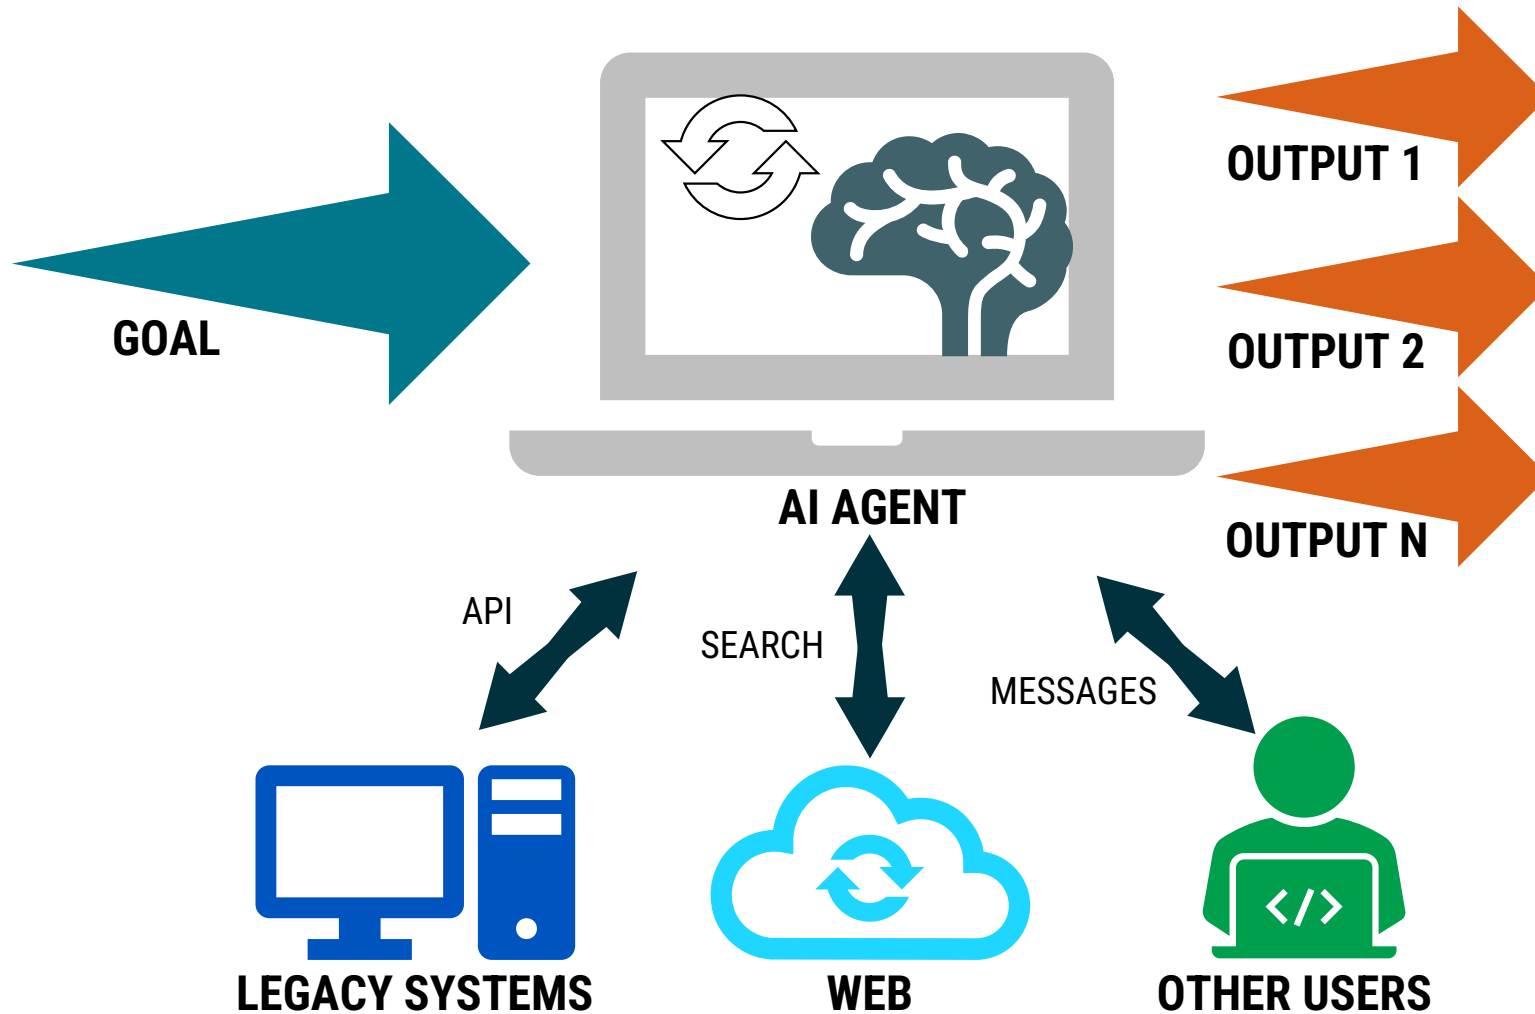 OUTPUT 1
GOAL
OUTPUT 2
AI AGENT
OUTPUT N
API
SEARCH
MESSAGES
</>
LEGACY SYSTEMS
WEB
OTHER USERS